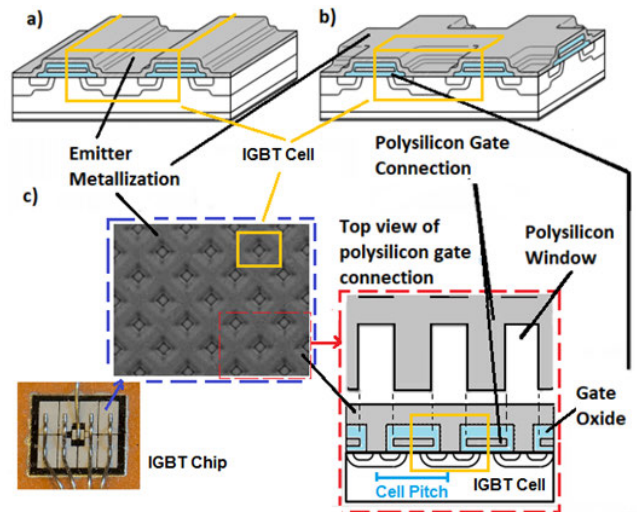 a)
b)
Emitter
Metallization
IGBT Cell
Polysilicon Gate
Connection
c)
Top view of
polysilicon gate
connection
Polysilicon
Window
Gate
Oxide
IGBT Chip
Cell Pitch
IGBT Cell